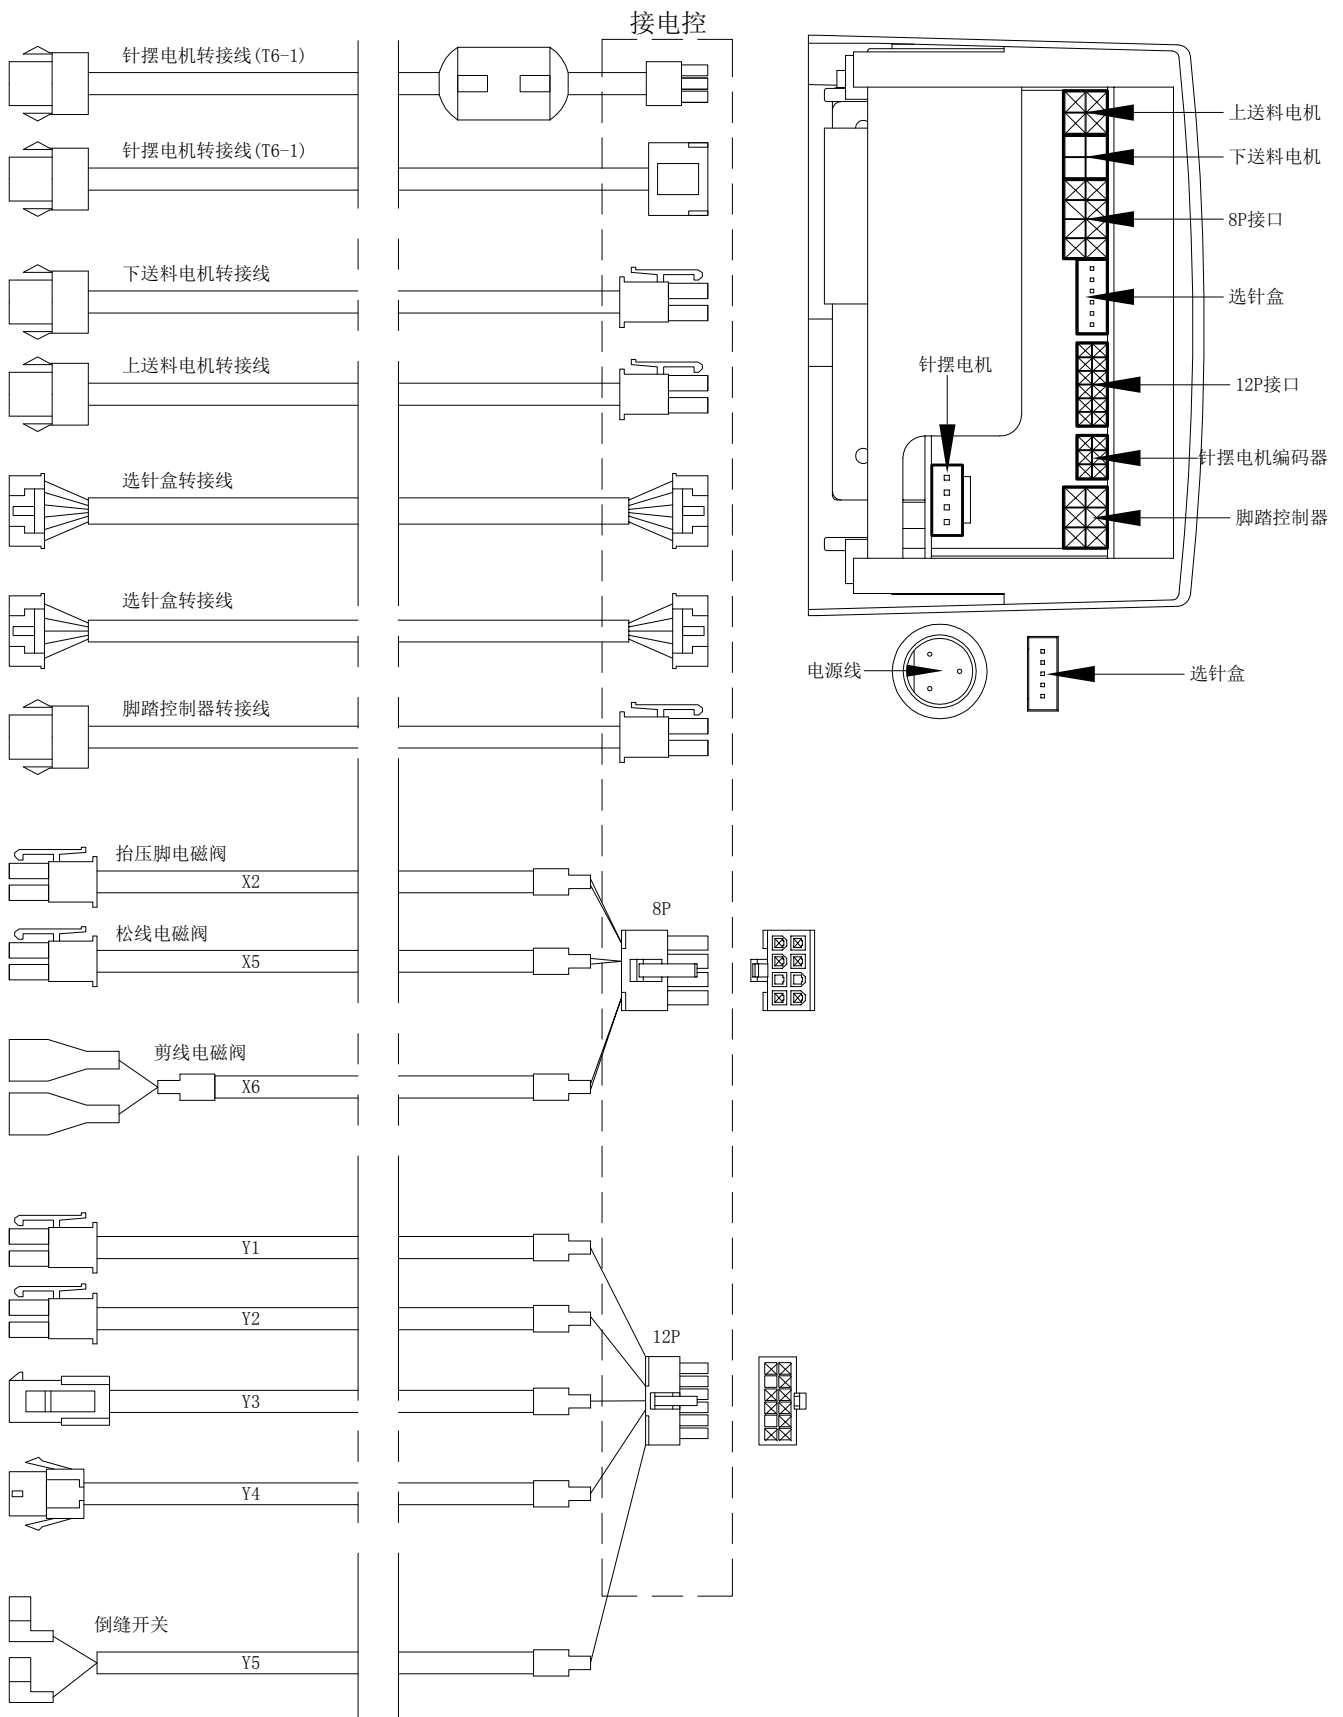 接电控
针摆电机转接线(T6-1)
针摆电机转接线(T6-1)
下送料电机转接线
上送料电机转接线
选针盒转接线
选针盒转接线
脚踏控制器转接线
抬压脚电磁阀
X2
松线电磁阀
X5
8P
剪线电磁阀
X6
Y1
Y2
12P
Y3
Y4
倒缝开关
Y5
上送料电机
下送料电机
8P接口
选针盒
针摆电机
12P接口
针摆电机编码器
脚踏控制器
电源线
选针盒